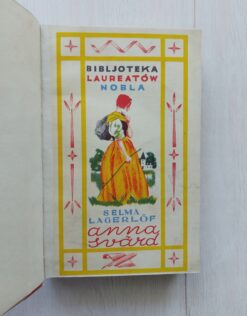 BIBLJOTEKA
LAUREATÓW
NOBLA
SELMA
LAGERLÖF
anna
svärd